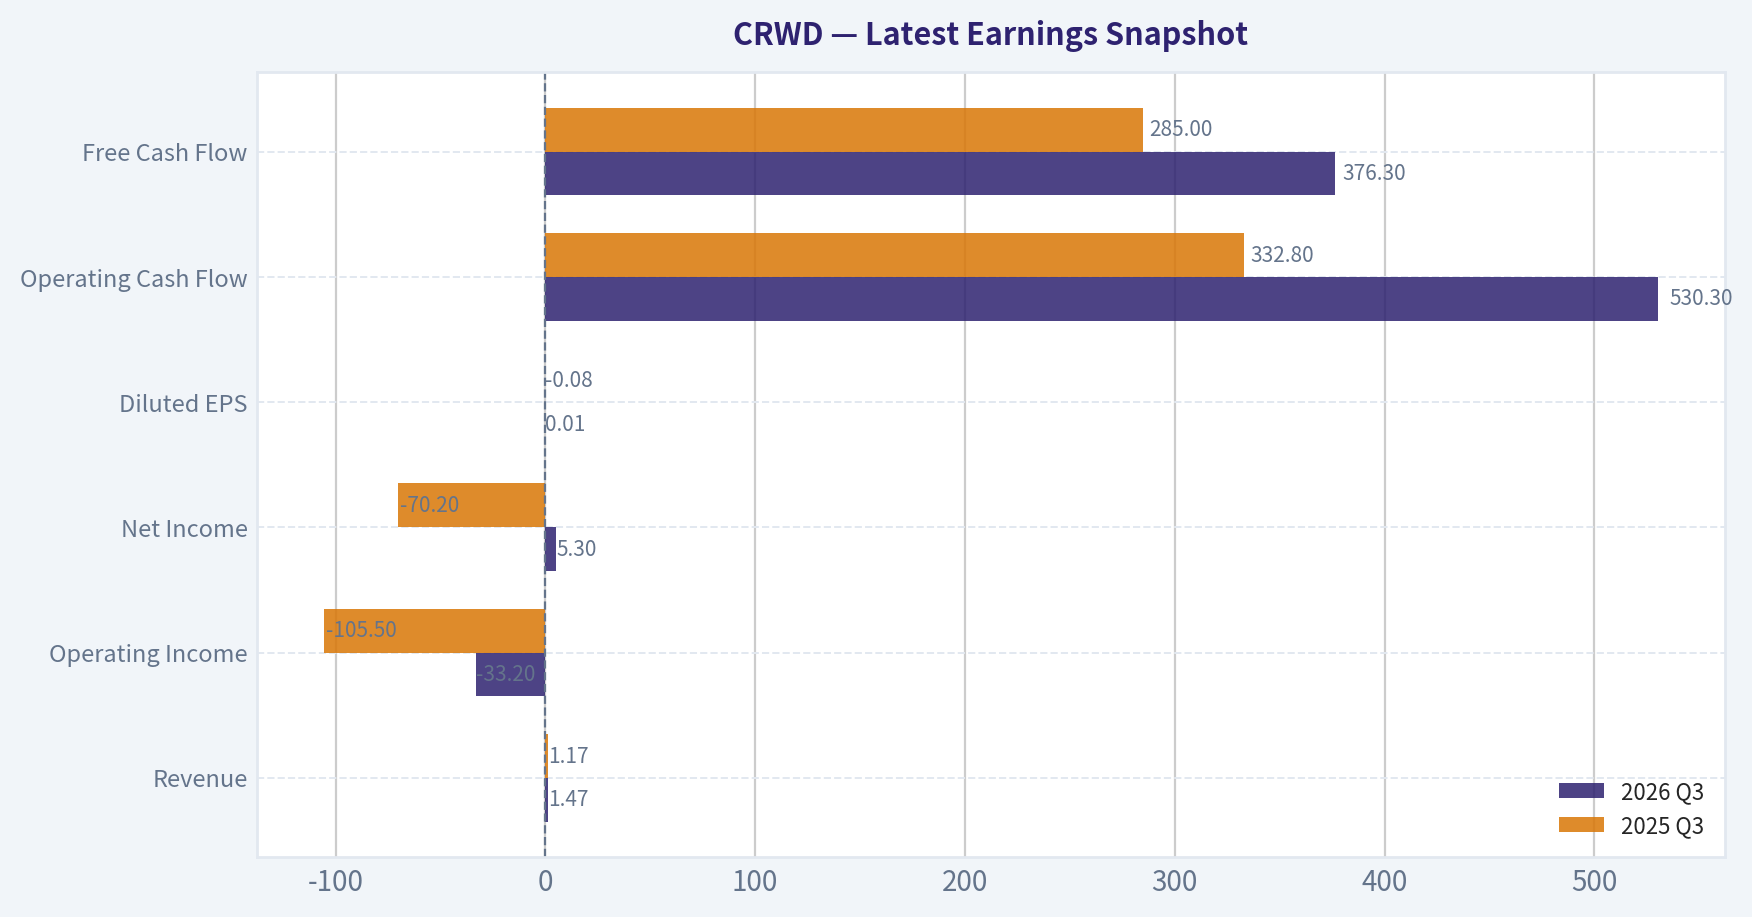 CRWD — Latest Earnings Snapshot
Free Cash Flow
285.00
376.30
Operating Cash Flow
332.80
530.30
Diluted EPS
-0.08
0.01
Net Income
-70.20
5.30
Operating Income
-105.50
-33.20
Revenue
1.17
1.47
2026 Q3
2025 Q3
-100 0 100 200 300 400 500